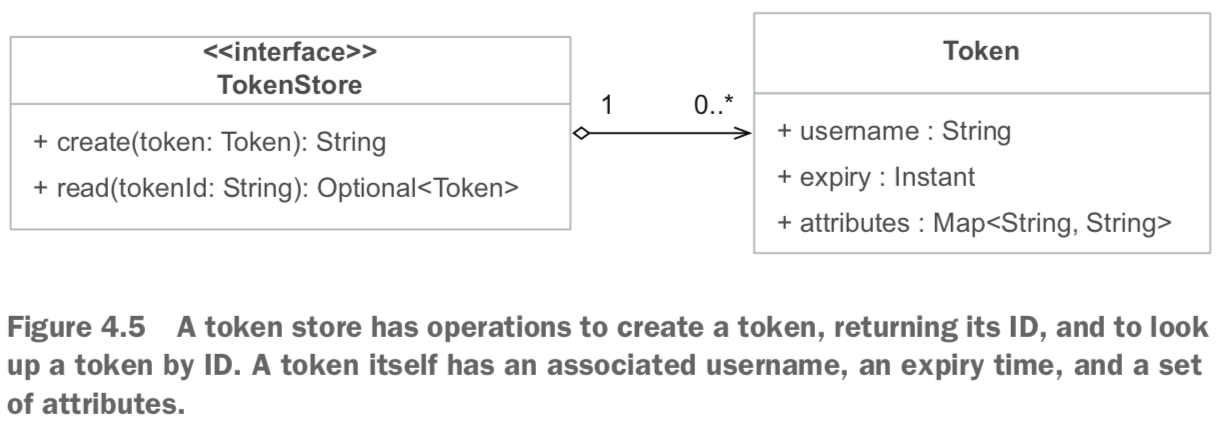 <<interface>>
TokenStore
+ create(token: Token): String
+ read(tokenId: String): Optional<Token>
1
0..*
Token
+ username : String
+ expiry : Instant
+ attributes : Map<String, String>
Figure 4.5 A token store has operations to create a token, returning its ID, and to look
up a token by ID. A token itself has an associated username, an expiry time, and a set
of attributes.